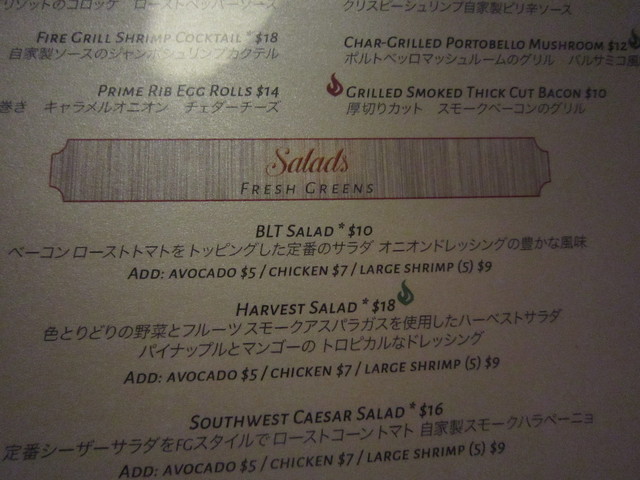 リゾットのコロッケ ローストペッパーソース
クリスピーシュリンプ自家製ピリ辛ソース
Fire Grill Shrimp Cocktail * $18
自家製ソースのジャンボシュリンプカクテル
Char-Grilled Portobello Mushroom $12
ポルトベッロマッシュルームのグリル バルサミコ風
Prime Rib Egg Rolls $14
巻き キャラメルオニオン チェダーチーズ
Grilled Smoked Thick Cut Bacon $10
厚切りカット スモークベーコンのグリル
Salads
Fresh Greens
BLT Salad * $10
ベーコン ローストトマトをトッピングした定番のサラダ オニオンドレッシングの豊かな風味
Add: avocado $5 / chicken $7 / large shrimp (5) $9
Harvest Salad * $18
色とりどりの野菜とフルーツ スモークアスパラガスを使用したハーベストサラダ
パイナップルとマンゴーの トロピカルなドレッシング
Add: avocado $5 / chicken $7 / large shrimp (5) $9
Southwest Caesar Salad * $16
定番シーザーサラダをFGスタイルで ローストコーン トマト 自家製スモークハラペーニョ
Add: avocado $5 / chicken $7 / large shrimp (5) $9